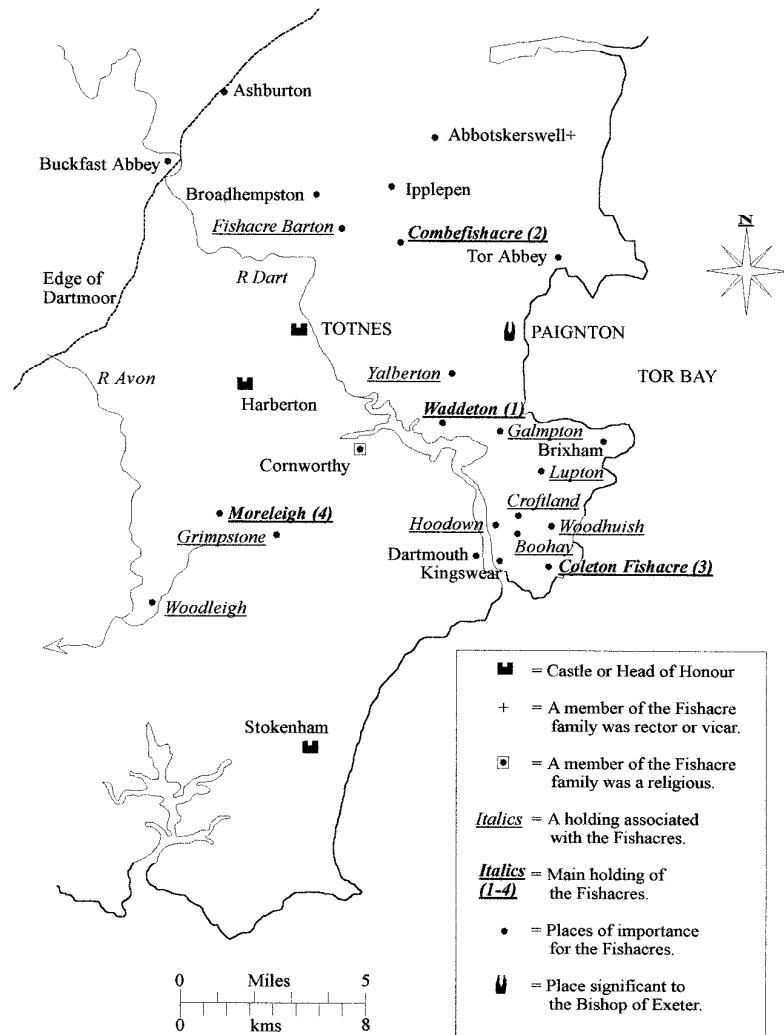 Ashburton
Abbotskerswell+
Buckfast Abbey
Broadhempston
Ipplepen
Fishacre Barton
Combefishacre (2)
Tor Abbey
N
Edge of
Dartmoor
R Dart
TOTNES
PAIGNTON
R Avon
Yalberton
TOR BAY
Harberton
Waddeton (1)
Galmpton
Brixham
Cornworthy
Lupton
Croftland
Moreleigh (4)
Hoodown
Woodhuish
Grimpstone
Boohay
Dartmouth
Kingswear
Coleton Fishacre (3)
Woodleigh
Stokenham
= Castle or Head of Honour
+ = A member of the Fishacre
family was rector or vicar.
= A member of the Fishacre
family was a religious.
Italics = A holding associated
with the Fishacres.
Italics = Main holding of
(1-4) the Fishacres.
= Places of importance
for the Fishacres.
= Place significant to
the Bishop of Exeter.
0 Miles 5
0 kms 8